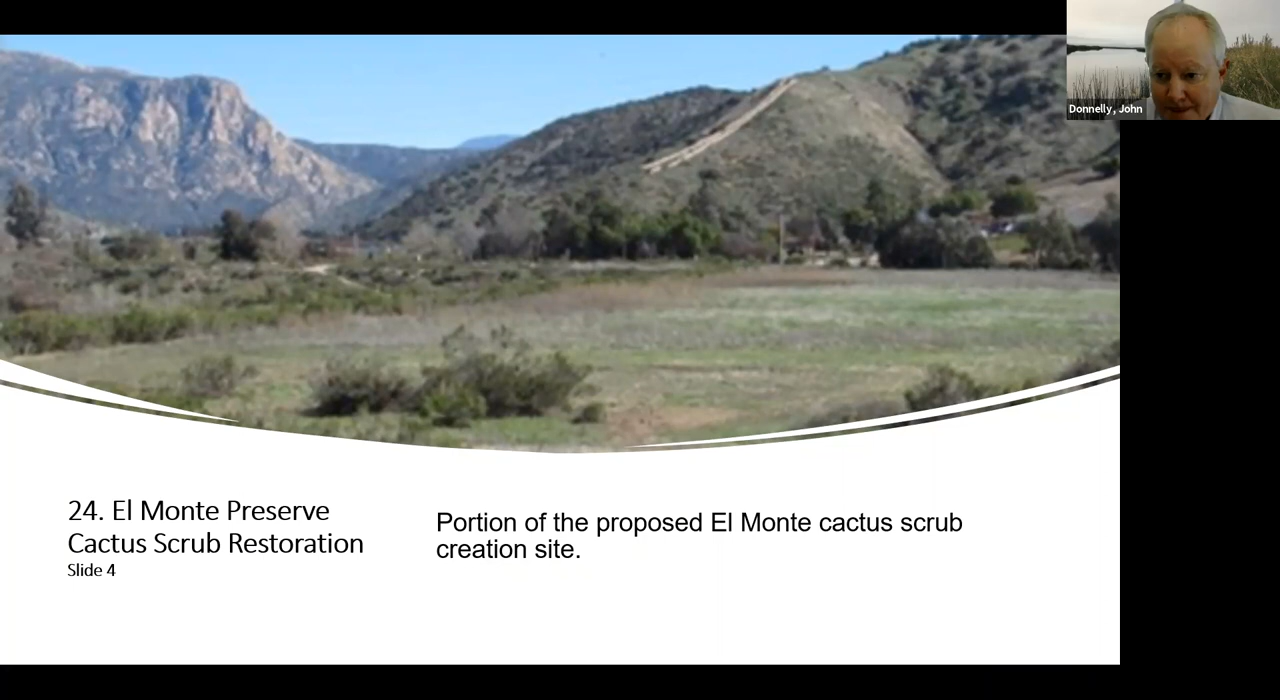 Donnelly, John
24. El Monte Preserve
Cactus Scrub Restoration
Slide 4
Portion of the proposed El Monte cactus scrub
creation site.